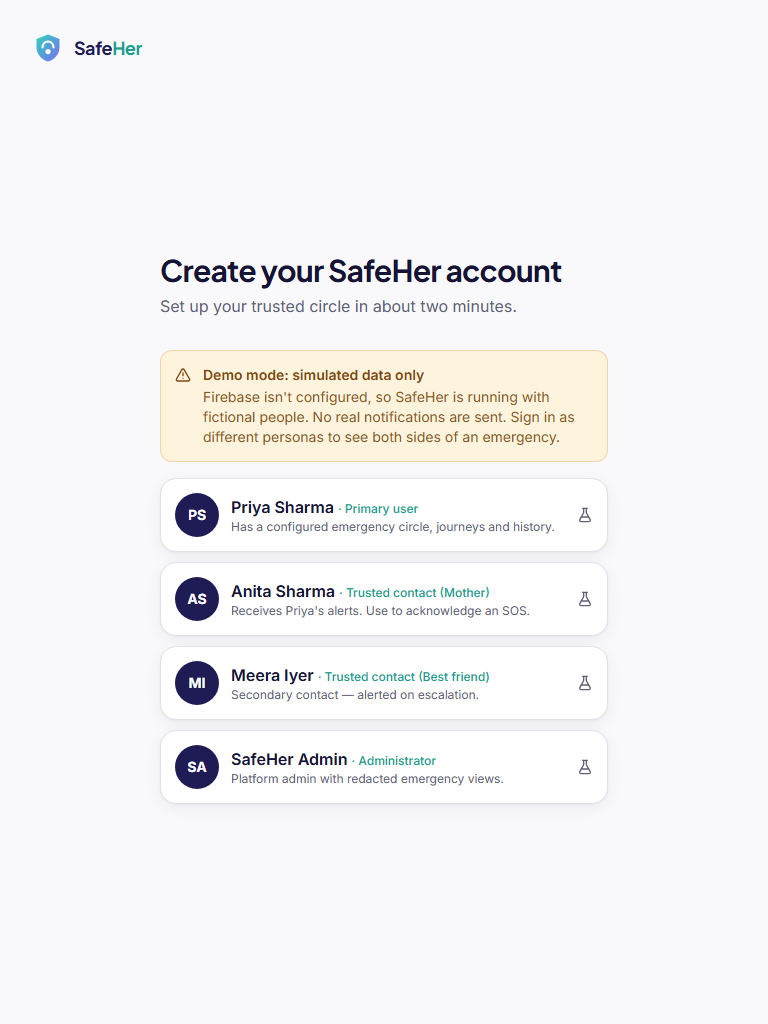 SafeHer
Create your SafeHer account
Set up your trusted circle in about two minutes.
Demo mode: simulated data only
Firebase isn't configured, so SafeHer is running with
fictional people. No real notifications are sent. Sign in as
different personas to see both sides of an emergency.
PS
Priya Sharma · Primary user
Has a configured emergency circle, journeys and history.
AS
Anita Sharma · Trusted contact (Mother)
Receives Priya's alerts. Use to acknowledge an SOS.
MI
Meera Iyer · Trusted contact (Best friend)
Secondary contact — alerted on escalation.
SA
SafeHer Admin · Administrator
Platform admin with redacted emergency views.